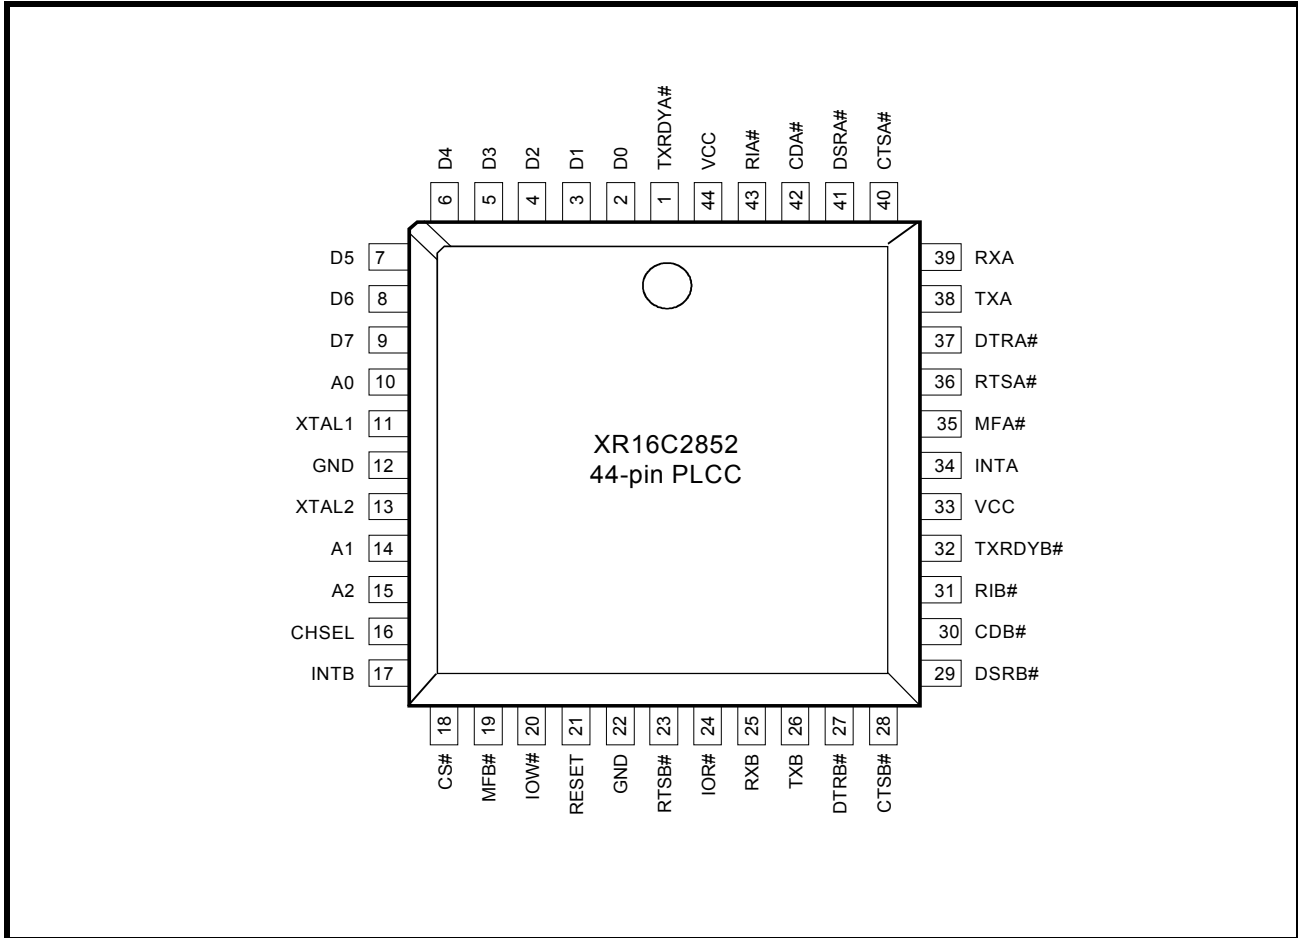 D4 D3 D2 D1 D0 TXRDYA# VCC RIA# CDA# DSRA# CTSA#
6 5 4 3 2 1 44 43 42 41 40
D5 7 39 RXA
D6 8 38 TXA
D7 9 37 DTRA#
A0 10 36 RTSA#
XTAL1 11 35 MFA#
XR16C2852
GND 12 34 INTA
44-pin PLCC
XTAL2 13 33 VCC
A1 14 32 TXRDYB#
A2 15 31 RIB#
CHSEL 16 30 CDB#
INTB 17 29 DSRB#
18 19 20 21 22 23 24 25 26 27 28
CS# MFB# IOW# RESET GND RTSB# IOR# RXB TXB DTRB# CTSB#